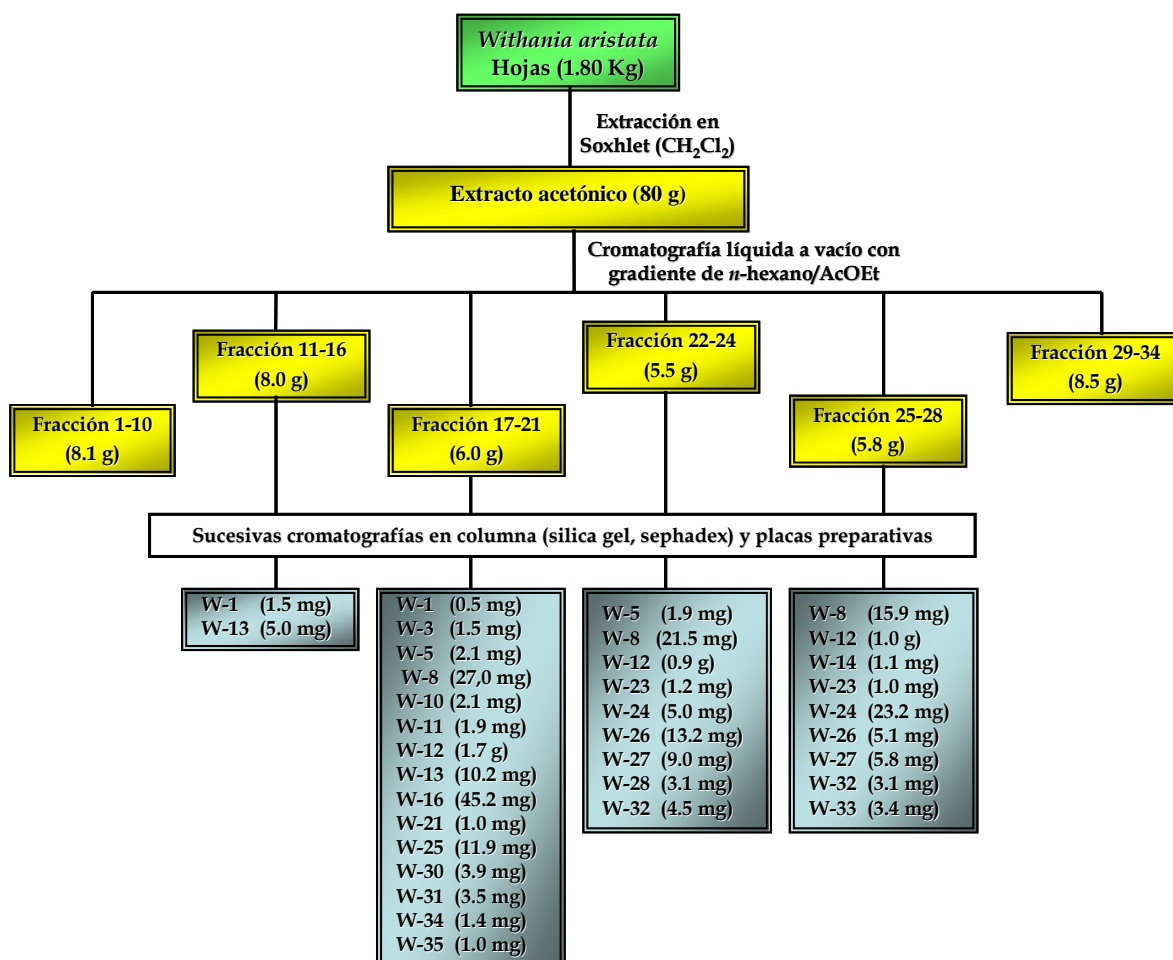 Withania aristata
Hojas (1.80 Kg)
Extracción en
Soxhlet (CH₂Cl₂)
Extracto acetónico (80 g)
Cromatografía líquida a vacío con
gradiente de n-hexano/AcOEt
Fracción 1-10
(8.1 g)
Fracción 11-16
(8.0 g)
Fracción 17-21
(6.0 g)
Fracción 22-24
(5.5 g)
Fracción 25-28
(5.8 g)
Fracción 29-34
(8.5 g)
Sucesivas cromatografías en columna (silica gel, sephadex) y placas preparativas
W-1 (1.5 mg)
W-13 (5.0 mg)
W-1 (0.5 mg)
W-3 (1.5 mg)
W-5 (2.1 mg)
W-8 (27,0 mg)
W-10 (2.1 mg)
W-11 (1.9 mg)
W-12 (1.7 g)
W-13 (10.2 mg)
W-16 (45.2 mg)
W-21 (1.0 mg)
W-25 (11.9 mg)
W-30 (3.9 mg)
W-31 (3.5 mg)
W-34 (1.4 mg)
W-35 (1.0 mg)
W-5 (1.9 mg)
W-8 (21.5 mg)
W-12 (0.9 g)
W-23 (1.2 mg)
W-24 (5.0 mg)
W-26 (13.2 mg)
W-27 (9.0 mg)
W-28 (3.1 mg)
W-32 (4.5 mg)
W-8 (15.9 mg)
W-12 (1.0 g)
W-14 (1.1 mg)
W-23 (1.0 mg)
W-24 (23.2 mg)
W-26 (5.1 mg)
W-27 (5.8 mg)
W-32 (3.1 mg)
W-33 (3.4 mg)